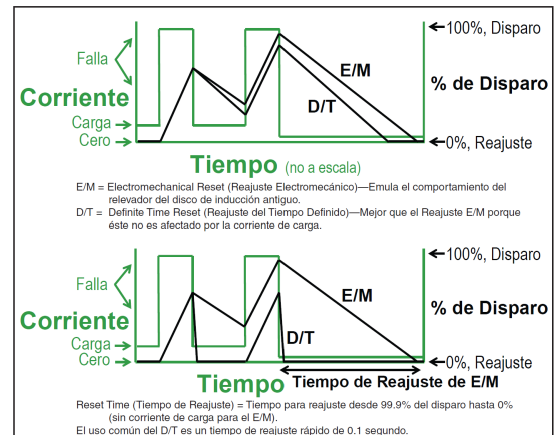 100%, Disparo
Falla
E/M
Corriente
% de Disparo
D/T
Carga
Cero
0%, Reajuste
Tiempo (no a escala)
E/M = Electromechanical Reset (Reajuste Electromecánico)—Emula el comportamiento del
relevador del disco de inducción antiguo.
D/T = Definite Time Reset (Reajuste del Tiempo Definido)—Mejor que el Reajuste E/M porque
éste no es afectado por la corriente de carga.
100%, Disparo
Falla
E/M
Corriente
% de Disparo
D/T
Carga
Cero
0%, Reajuste
Tiempo
Tiempo de Reajuste de E/M
Reset Time (Tiempo de Reajuste) = Tiempo para reajuste desde 99.9% del disparo hasta 0%
(sin corriente de carga para el E/M).
El uso común del D/T es un tiempo de reajuste rápido de 0.1 segundo.